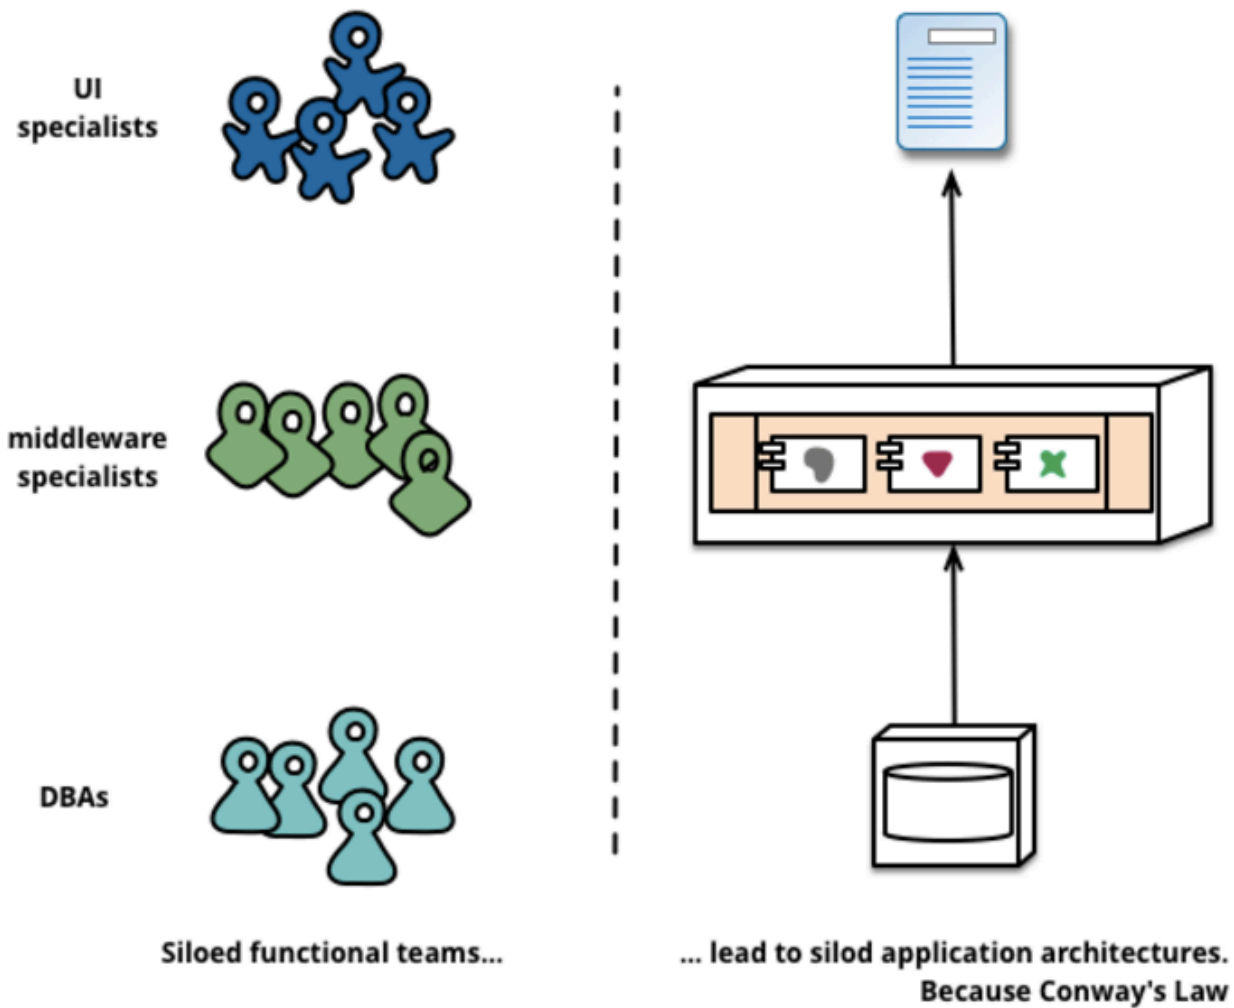 UI
specialists
middleware
specialists
DBAs
Siloed functional teams...
... lead to silod application architectures.
Because Conway's Law